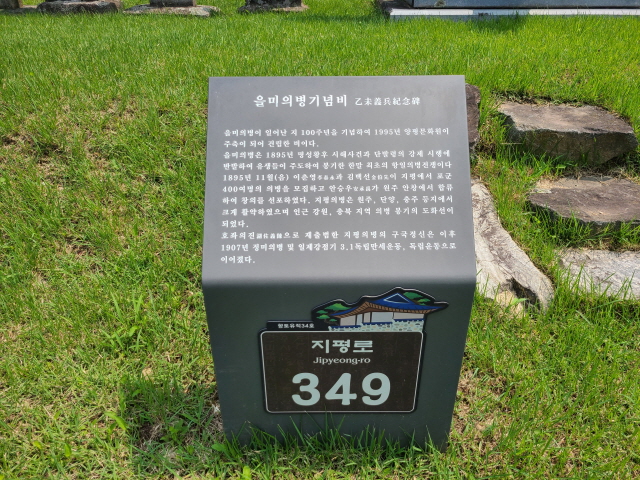 을미의병기념비 乙未義兵紀念碑
을미의병이 일어난 지 100주년을 기념하여 1995년 양평문화원이
주축이 되어 건립한 비이다.
을미의병은 1895년 명성황후 시해사건과 단발령의 강제 시행에
반발하여 유생들이 주도하여 봉기한 한말 최초의 항일의병전쟁이다.
1895년 11월(음) 이춘영과 김백선이 지평에서 포군
400여명의 의병을 모집하고 안승우가 원주 안창에서 합류
하여 창의를 선포하였다. 지평의병은 원주, 단양, 충주 등지에서
크게 활약하였으며 인근 강원, 충북 지역 의병 봉기의 도화선이
되었다.
호좌의진湖左義陣으로 재출범한 지평의병의 구국정신은 이후
1907년 정미의병 및 일제강점기 3.1독립만세운동, 독립운동으로
이어졌다.
향토유적34호
지평로
Jipyeong-ro
349